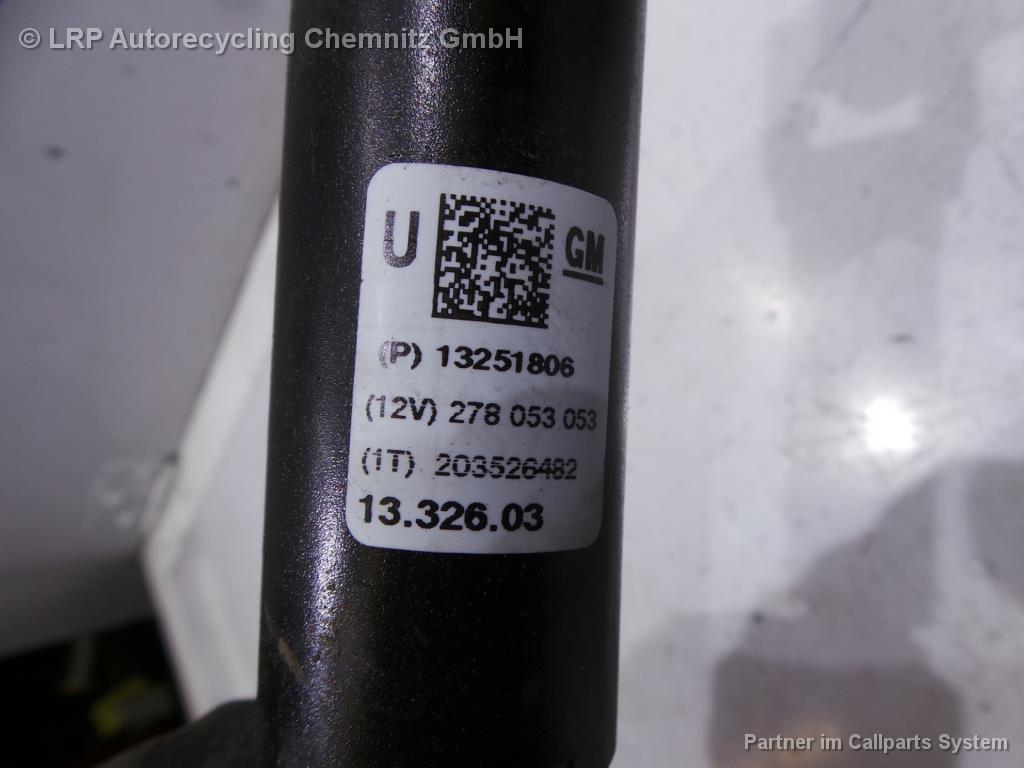 © LRP Autorecycling Chemnitz GmbH
U GM
(P) 13251806
(12V) 278 053 053
(1T) 203526482
13.326.03
Partner im Callparts System